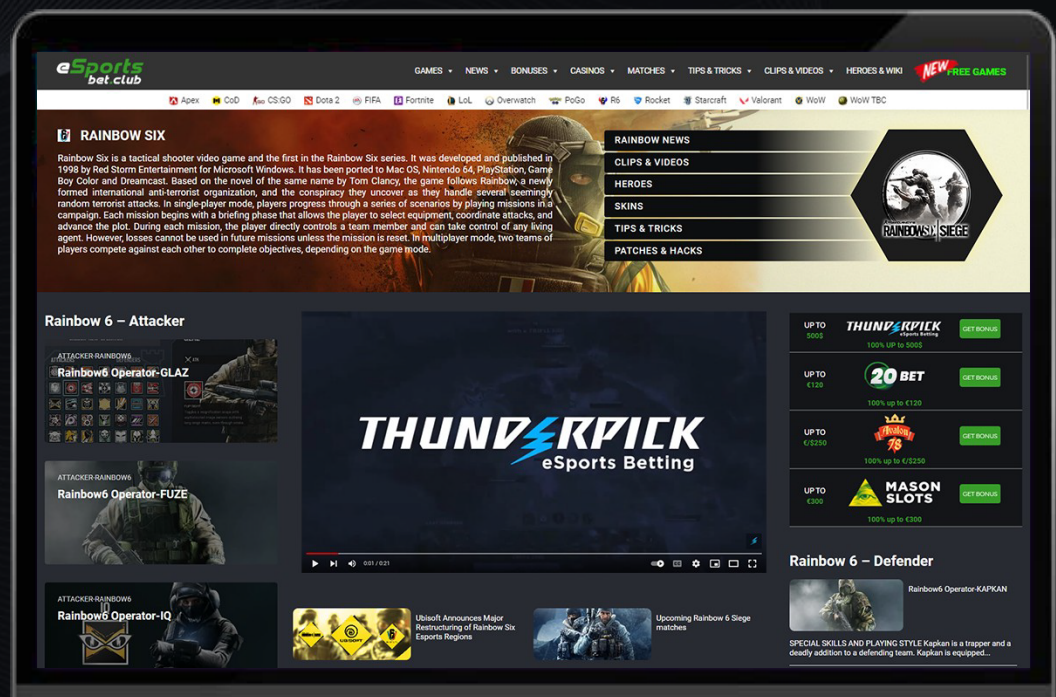 eSports
bet.club
GAMES NEWS BONUSES CASINOS MATCHES TIPS & TRICKS CLIPS & VIDEOS HEROES & WIKI NEW FREE GAMES
Apex CoD CS:GO Dota 2 FIFA Fortnite LoL Overwatch PoGo R6 Rocket Starcraft Valorant WoW WoW TBC
RAINBOW SIX
Rainbow Six is a tactical shooter video game and the first in the Rainbow Six series. It was developed and published in
1998 by Red Storm Entertainment for Microsoft Windows. It has been ported to Mac OS, Nintendo 64, PlayStation, Game
Boy Color and Dreamcast. Based on the novel of the same name by Tom Clancy, the game follows Rainbow, a newly
formed international anti-terrorist organization, and the conspiracy they uncover as they handle several seemingly
random terrorist attacks. In single-player mode, players progress through a series of scenarios by playing missions in a
campaign. Each mission begins with a briefing phase that allows the player to select equipment, coordinate attacks, and
advance the plot. During each mission, the player directly controls a team member and can take control of any living
agent. However, losses cannot be used in future missions unless the mission is reset. In multiplayer mode, two teams of
players compete against each other to complete objectives, depending on the game mode.
RAINBOW NEWS
CLIPS & VIDEOS
HEROES
SKINS
TIPS & TRICKS
PATCHES & HACKS
RAINBOW SIX SIEGE
Rainbow 6 – Attacker
ATTACKER-RAINBOW6
Rainbow6 Operator-GLAZ
ATTACKER-RAINBOW6
Rainbow6 Operator-FUZE
ATTACKER-RAINBOW6
Rainbow6 Operator-IQ
THUNDERPICK
eSports Betting
0:01 / 0:21
Ubisoft Announces Major
Restructuring of Rainbow Six
Esports Regions
Upcoming Rainbow 6 Siege
matches
UP TO
500$
THUNDERPICK
eSports Betting
GET BONUS
100% UP to 500$
UP TO
€120
20 BET
GET BONUS
100% up to €120
UP TO
€/$250
Avalon
78
GET BONUS
100% up to €/$250
UP TO
€300
MASON
SLOTS
GET BONUS
100% up to €300
Rainbow 6 – Defender
Rainbow6 Operator-KAPKAN
SPECIAL SKILLS AND PLAYING STYLE Kapkan is a trapper and a
deadly addition to a defending team. Kapkan is equipped...